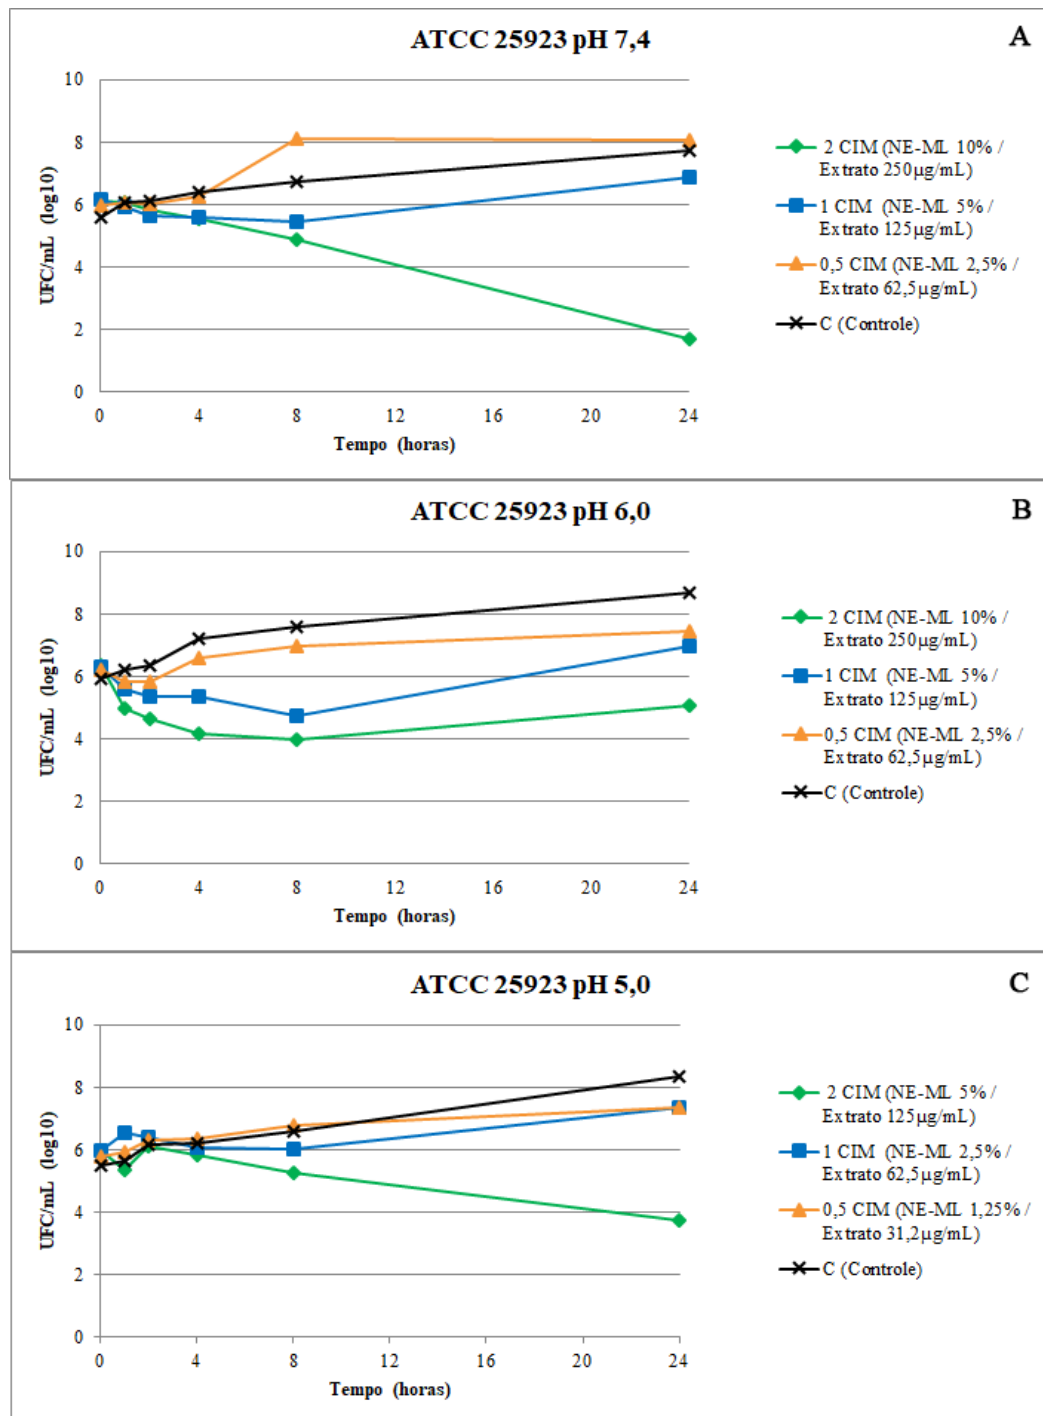 ATCC 25923 pH 7,4
A
UFC/mL (log10)
10
8
6
4
2
0
0 4 8 12 16 20 24
Tempo (horas)
2 CIM (NE-ML 10% /
Extrato 250µg/mL)
1 CIM (NE-ML 5% /
Extrato 125µg/mL)
0,5 CIM (NE-ML 2,5% /
Extrato 62,5µg/mL)
C (Controle)
ATCC 25923 pH 6,0
B
UFC/mL (log10)
10
8
6
4
2
0
0 4 8 12 16 20 24
Tempo (horas)
2 CIM (NE-ML 10% /
Extrato 250µg/mL)
1 CIM (NE-ML 5% /
Extrato 125µg/mL)
0,5 CIM (NE-ML 2,5% /
Extrato 62,5µg/mL)
C (Controle)
ATCC 25923 pH 5,0
C
UFC/mL (log10)
10
8
6
4
2
0
0 4 8 12 16 20 24
Tempo (horas)
2 CIM (NE-ML 5% /
Extrato 125µg/mL)
1 CIM (NE-ML 2,5% /
Extrato 62,5µg/mL)
0,5 CIM (NE-ML 1,25% /
Extrato 31,2µg/mL)
C (Controle)